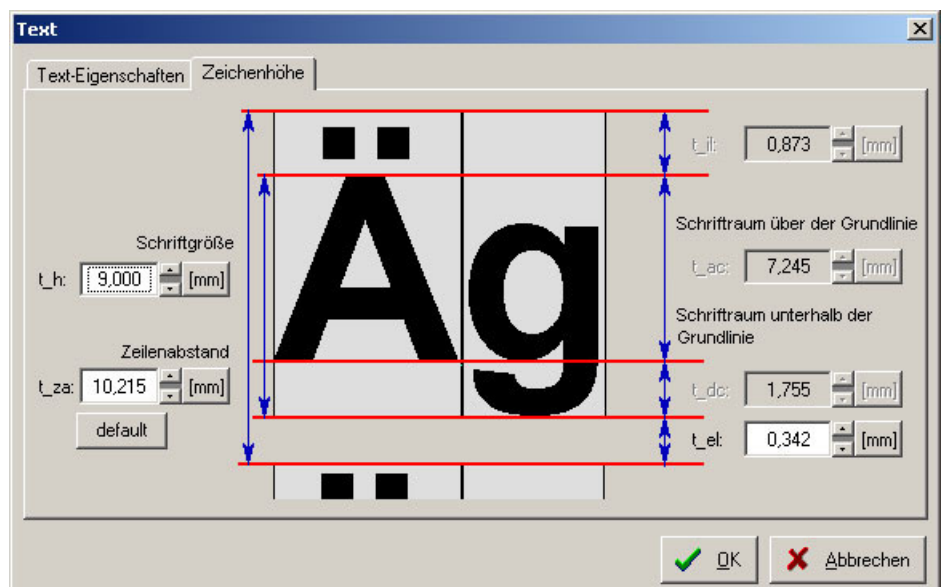 Text
Text-Eigenschaften
Zeichenhöhe
Äg
t_il: 0,873 [mm]
Schriftraum über der Grundlinie
t_ac: 7,245 [mm]
Schriftgröße
t_h: 9,000 [mm]
Schriftraum unterhalb der
Grundlinie
Zeilenabstand
t_za: 10,215 [mm]
t_dc: 1,755 [mm]
default
t_el: 0,342 [mm]
OK
Abbrechen